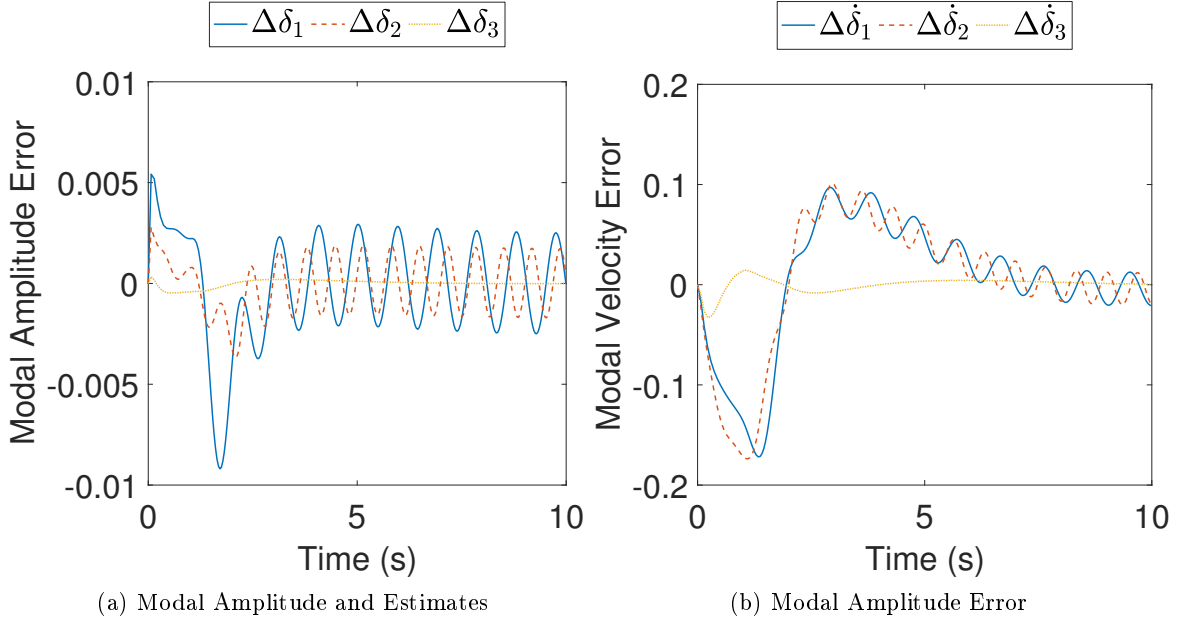 Δδ1 Δδ2 Δδ3
Modal Amplitude Error
0.01
0.005
0
-0.005
-0.01
0 5 10
Time (s)
(a) Modal Amplitude and Estimates
Δδ̇1 Δδ̇2 Δδ̇3
Modal Velocity Error
0.2
0.1
0
-0.1
-0.2
0 5 10
Time (s)
(b) Modal Amplitude Error